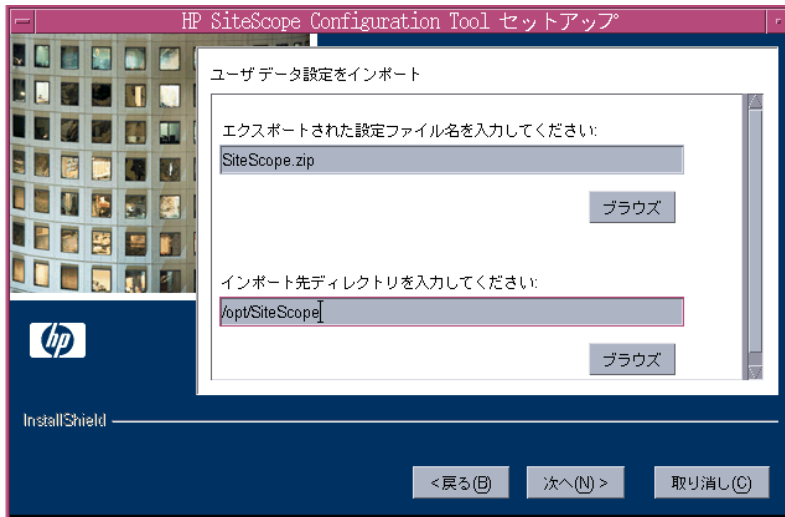 HP SiteScope Configuration Tool セットアップ
ユーザ データ設定をインポート
エクスポートされた設定ファイル名を入力してください:
SiteScope.zip
ブラウズ
インポート先ディレクトリを入力してください:
/opt/SiteScope
ブラウズ
hp
InstallShield
<戻る(B)
次へ(N) >
取り消し(C)